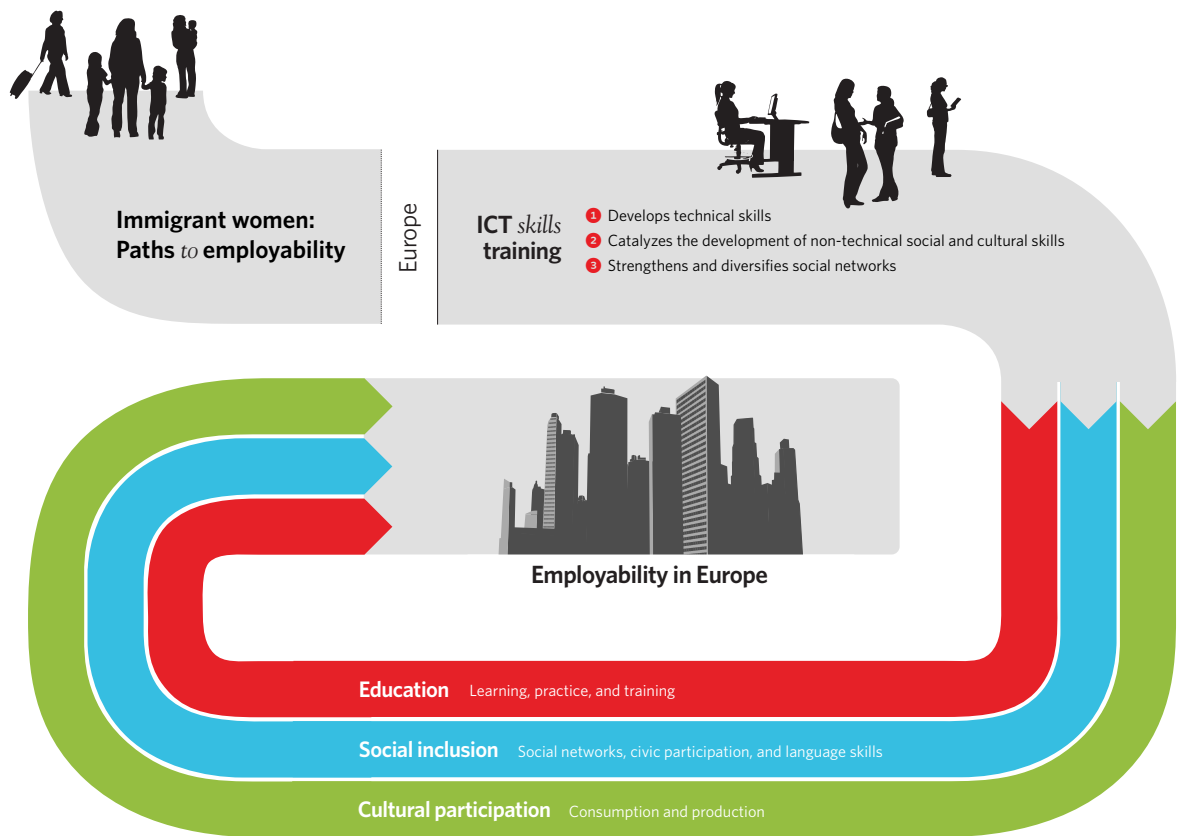 Immigrant women:
Paths to employability
Europe
ICT skills
training
1 Develops technical skills
2 Catalyzes the development of non-technical social and cultural skills
3 Strengthens and diversifies social networks
Employability in Europe
Education Learning, practice, and training
Social inclusion Social networks, civic participation, and language skills
Cultural participation Consumption and production